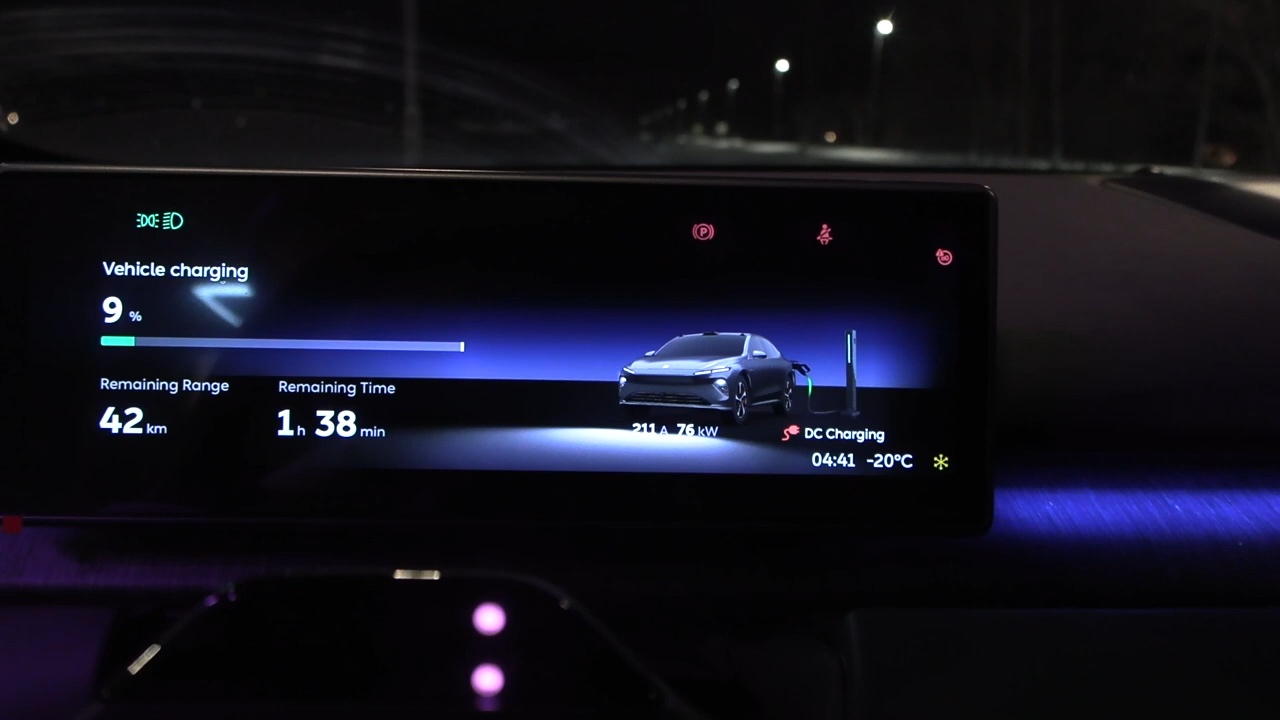 Vehicle charging
9 %
Remaining Range
Remaining Time
42 km
1 h 38 min
211 A 76 kW
DC Charging
04:41 -20°C